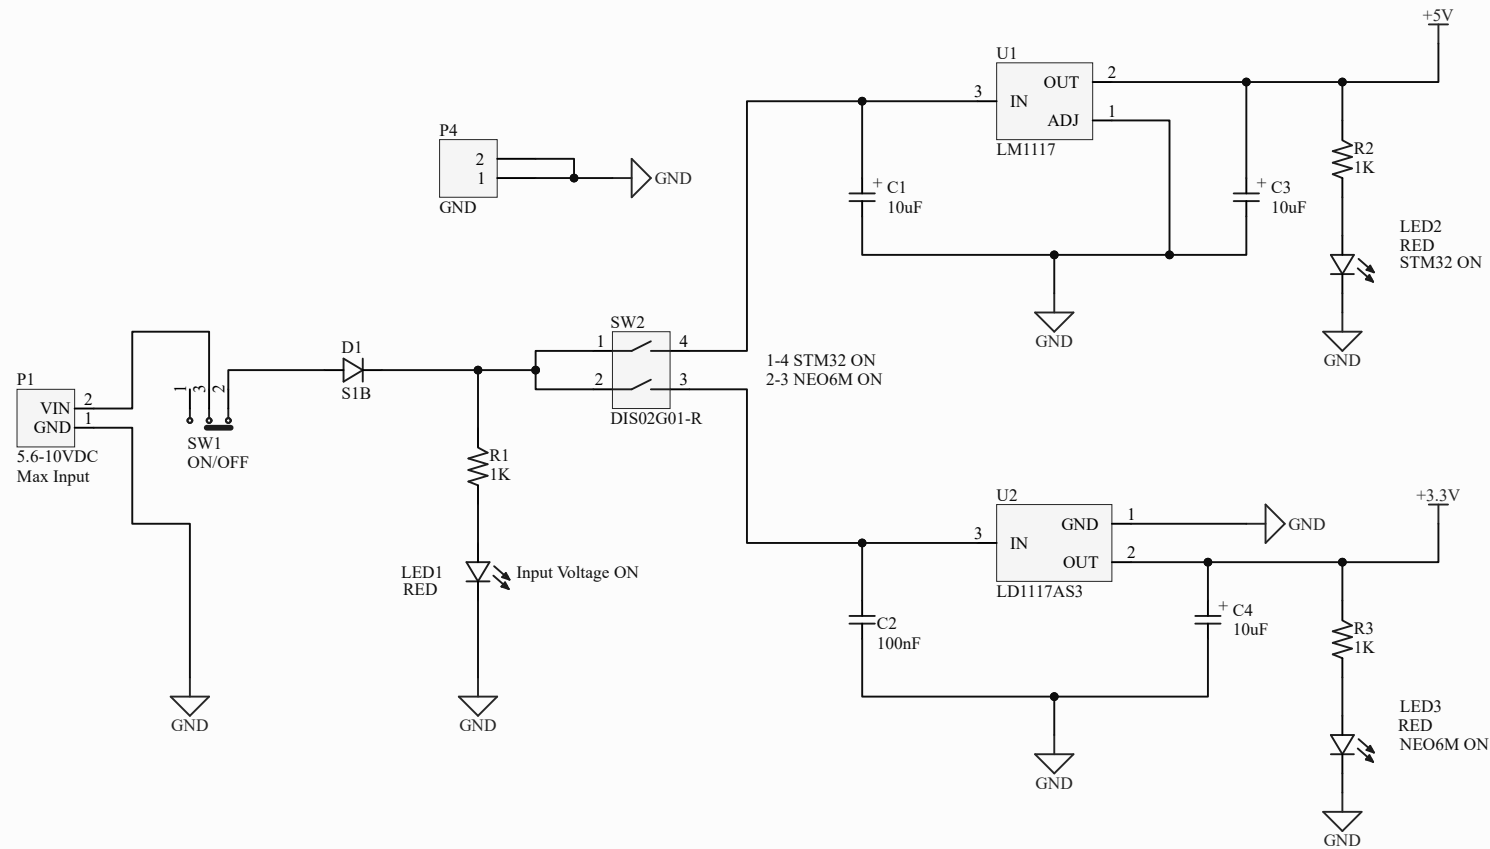 +5V
U1
OUT
2
3
IN
ADJ
1
LM1117
P4
2
1
GND
GND
R2
1K
+
C1
10uF
+
C3
10uF
LED2
RED
STM32 ON
GND
GND
SW2
1
4
2
3
DIS02G01-R
1-4 STM32 ON
2-3 NEO6M ON
D1
S1B
P1
VIN
2
GND
1
5.6-10VDC
Max Input
1
3
2
SW1
ON/OFF
R1
1K
LED1
RED
Input Voltage ON
GND
GND
U2
GND
1
3
IN
OUT
2
LD1117AS3
GND
+3.3V
C2
100nF
+
C4
10uF
R3
1K
LED3
RED
NEO6M ON
GND
GND